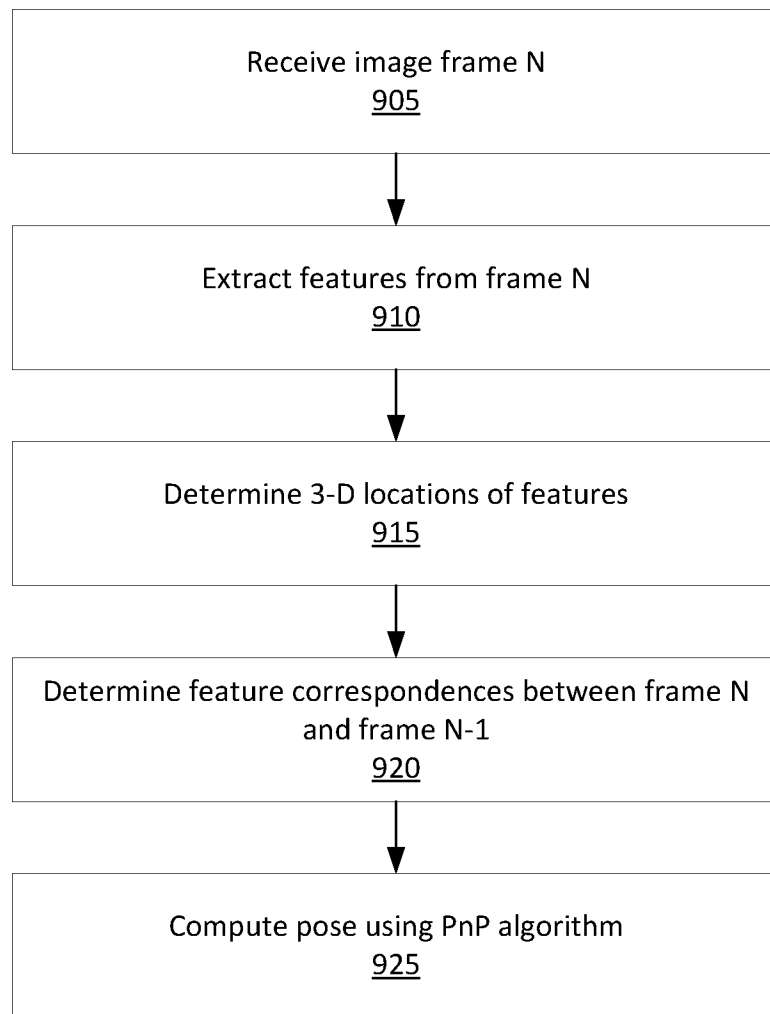 Receive image frame N
905
Extract features from frame N
910
Determine 3-D locations of features
915
Determine feature correspondences between frame N
and frame N-1
920
Compute pose using PnP algorithm
925